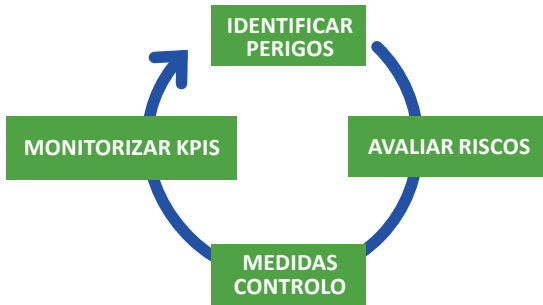 IDENTIFICAR
PERIGOS
AVALIAR RISCOS
MEDIDAS
CONTROLO
MONITORIZAR KPIS